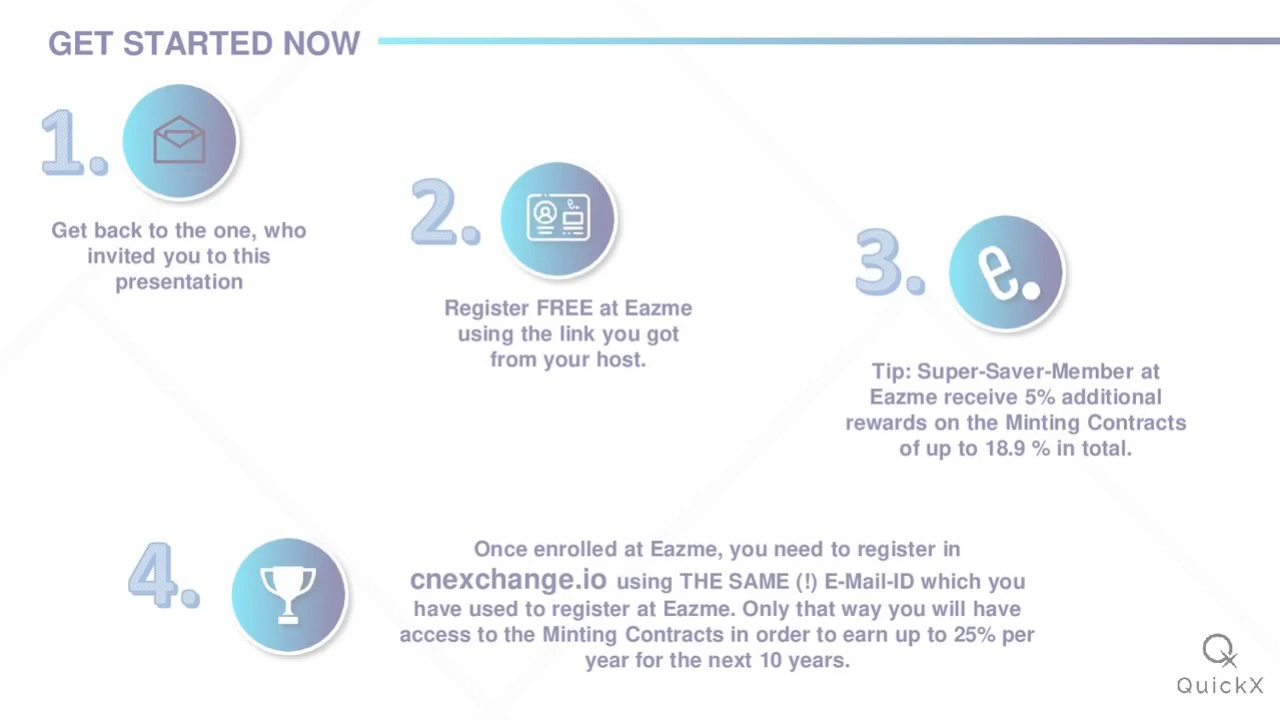 GET STARTED NOW
1.
Get back to the one, who
invited you to this
presentation
2.
Register FREE at Eazme
using the link you got
from your host.
3.
e.
Tip: Super-Saver-Member at
Eazme receive 5% additional
rewards on the Minting Contracts
of up to 18.9 % in total.
4.
Once enrolled at Eazme, you need to register in
cnexchange.io using THE SAME (!) E-Mail-ID which you
have used to register at Eazme. Only that way you will have
access to the Minting Contracts in order to earn up to 25% per
year for the next 10 years.
QuickX